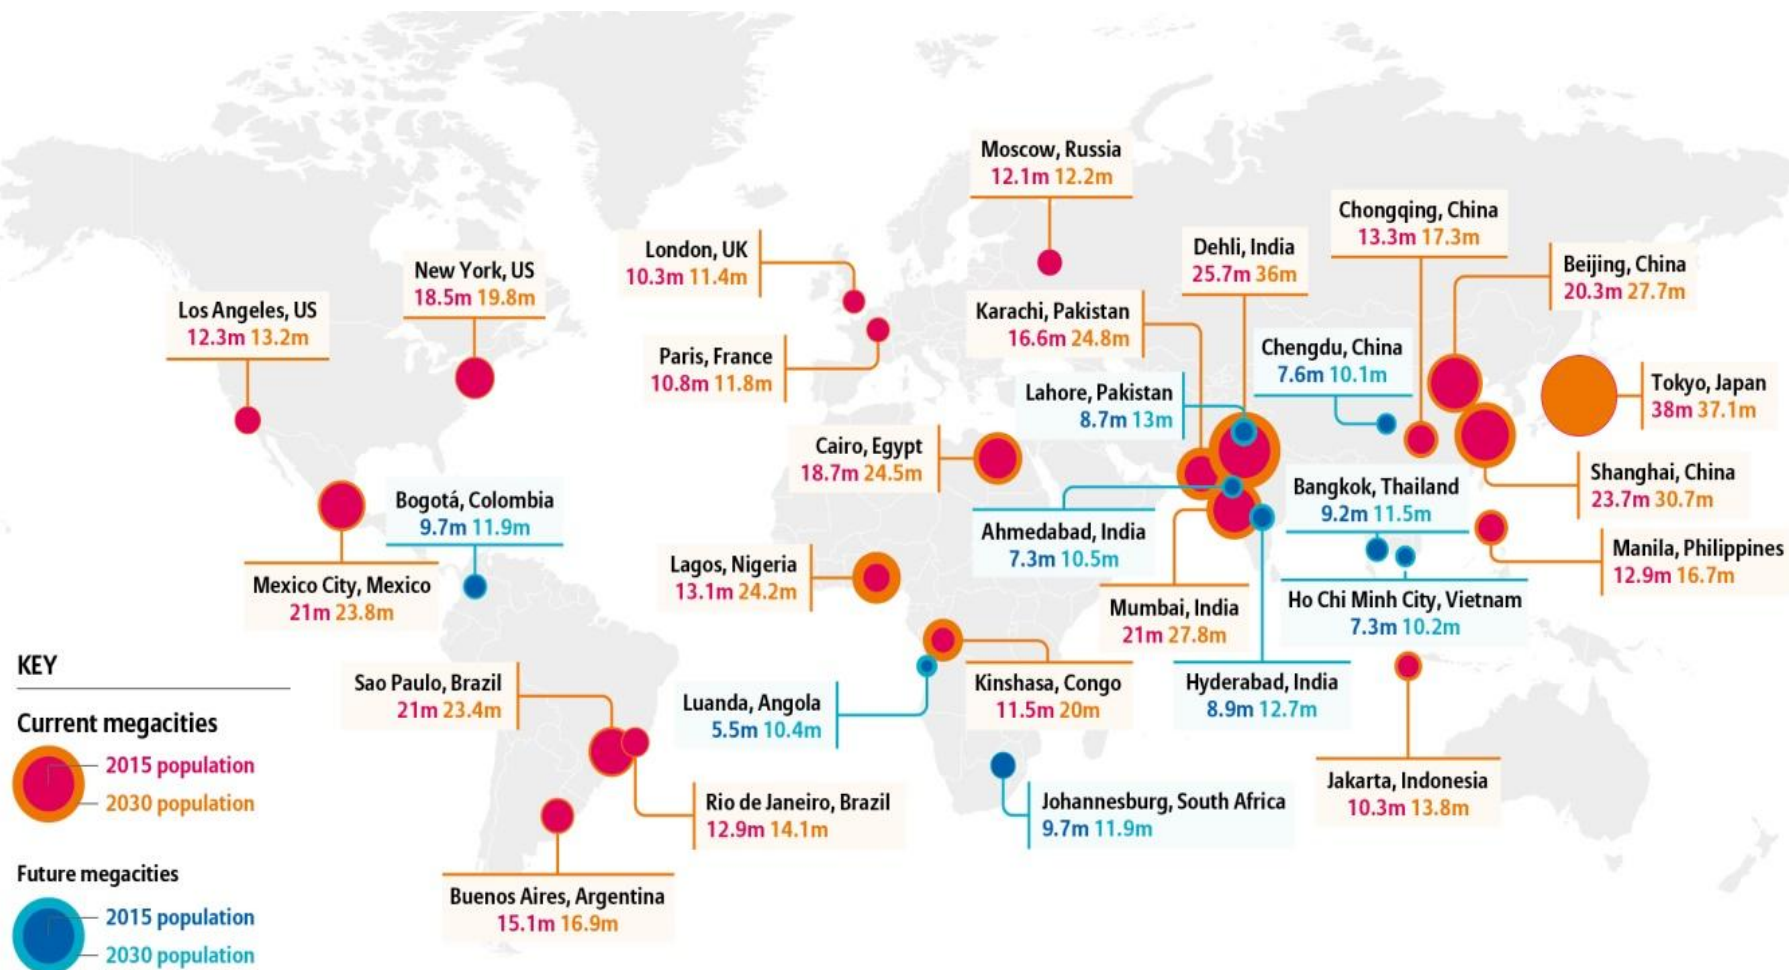 Moscow, Russia
12.1m 12.2m
Chongqing, China
13.3m 17.3m
London, UK
10.3m 11.4m
Dehli, India
25.7m 36m
Beijing, China
20.3m 27.7m
New York, US
18.5m 19.8m
Los Angeles, US
12.3m 13.2m
Karachi, Pakistan
16.6m 24.8m
Paris, France
10.8m 11.8m
Chengdu, China
7.6m 10.1m
Lahore, Pakistan
8.7m 13m
Tokyo, Japan
38m 37.1m
Cairo, Egypt
18.7m 24.5m
Shanghai, China
23.7m 30.7m
Bogotá, Colombia
9.7m 11.9m
Bangkok, Thailand
9.2m 11.5m
Ahmedabad, India
7.3m 10.5m
Manila, Philippines
12.9m 16.7m
Lagos, Nigeria
13.1m 24.2m
Mexico City, Mexico
21m 23.8m
Mumbai, India
21m 27.8m
Ho Chi Minh City, Vietnam
7.3m 10.2m
Sao Paulo, Brazil
21m 23.4m
Luanda, Angola
5.5m 10.4m
Kinshasa, Congo
11.5m 20m
Hyderabad, India
8.9m 12.7m
Jakarta, Indonesia
10.3m 13.8m
Rio de Janeiro, Brazil
12.9m 14.1m
Johannesburg, South Africa
9.7m 11.9m
Buenos Aires, Argentina
15.1m 16.9m
KEY
Current megacities
2015 population
2030 population
Future megacities
2015 population
2030 population